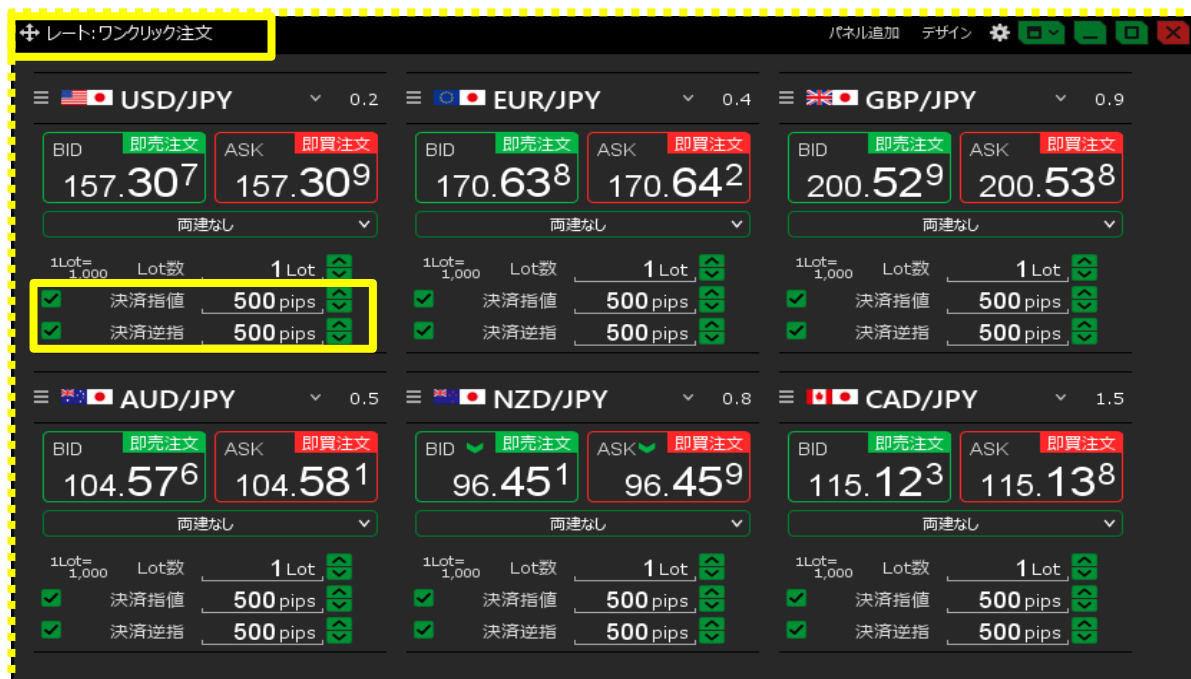 レート:ワンクリック注文 パネル追加 デザイン
USD/JPY 0.2 EUR/JPY 0.4 GBP/JPY 0.9
BID 即売注文 ASK 即買注文 BID 即売注文 ASK 即買注文 BID 即売注文 ASK 即買注文
157.307 157.309 170.638 170.642 200.529 200.538
両建なし 両建なし 両建なし
1Lot=1,000 Lot数 1 Lot 1Lot=1,000 Lot数 1 Lot 1Lot=1,000 Lot数 1 Lot
決済指値 500 pips 決済指値 500 pips 決済指値 500 pips
決済逆指 500 pips 決済逆指 500 pips 決済逆指 500 pips
AUD/JPY 0.5 NZD/JPY 0.8 CAD/JPY 1.5
BID 即売注文 ASK 即買注文 BID 即売注文 ASK 即買注文 BID 即売注文 ASK 即買注文
104.576 104.581 96.451 96.459 115.123 115.138
両建なし 両建なし 両建なし
1Lot=1,000 Lot数 1 Lot 1Lot=1,000 Lot数 1 Lot 1Lot=1,000 Lot数 1 Lot
決済指値 500 pips 決済指値 500 pips 決済指値 500 pips
決済逆指 500 pips 決済逆指 500 pips 決済逆指 500 pips